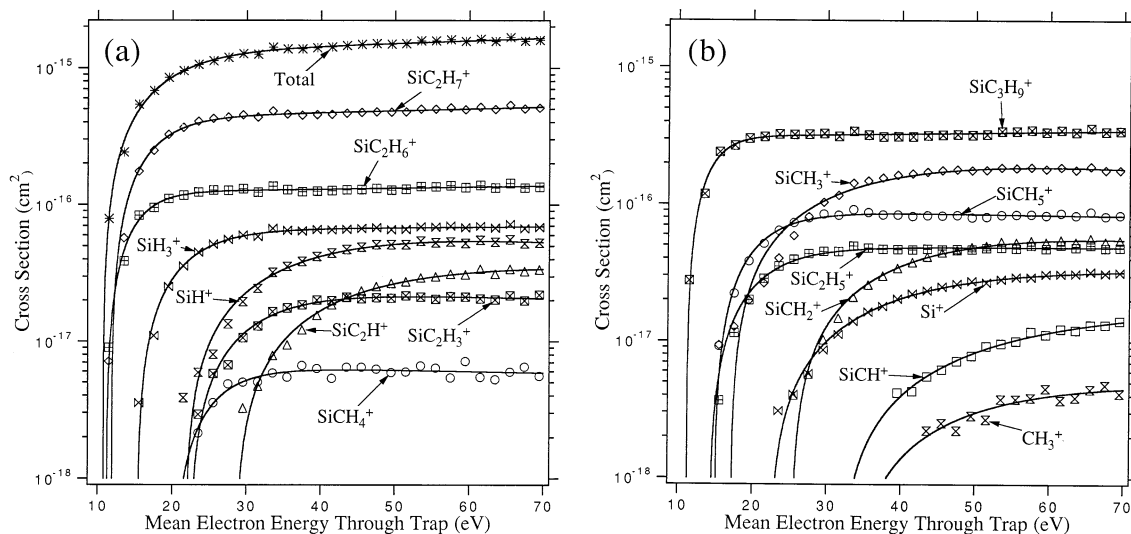 (a)
Total
SiC₂H₇⁺
SiC₂H₆⁺
SiH₃⁺
SiH⁺
SiC₂H⁺
SiC₂H₃⁺
SiCH₄⁺
10⁻¹⁵
10⁻¹⁶
10⁻¹⁷
10⁻¹⁸
Cross Section (cm²)
10 20 30 40 50 60 70
Mean Electron Energy Through Trap (eV)
(b)
SiC₃H₉⁺
SiCH₃⁺
SiCH₅⁺
SiC₂H₅⁺
SiCH₂⁺
Si⁺
SiCH⁺
CH₃⁺
10⁻¹⁵
10⁻¹⁶
10⁻¹⁷
10⁻¹⁸
Cross Section (cm²)
10 20 30 40 50 60 70
Mean Electron Energy Through Trap (eV)